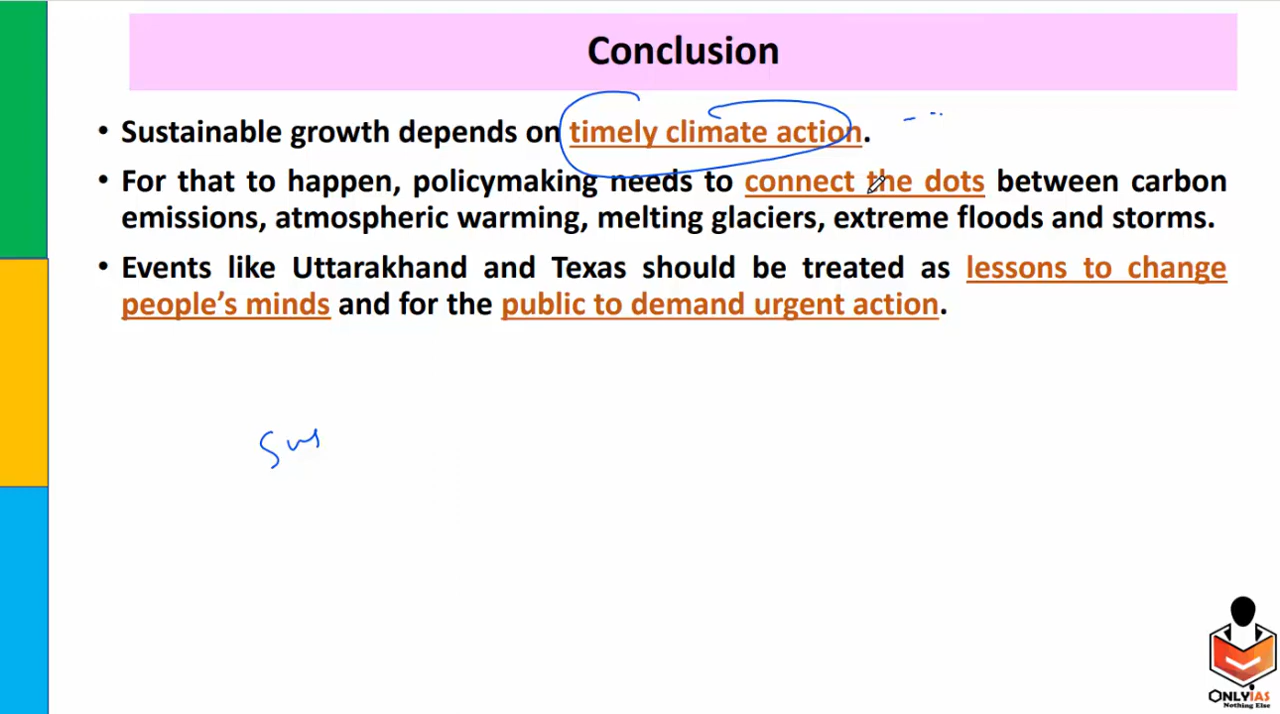 Conclusion
• Sustainable growth depends on timely climate action.
• For that to happen, policymaking needs to connect the dots between carbon
emissions, atmospheric warming, melting glaciers, extreme floods and storms.
• Events like Uttarakhand and Texas should be treated as lessons to change
people’s minds and for the public to demand urgent action.
Sus
ONLYIAS
Nothing Else